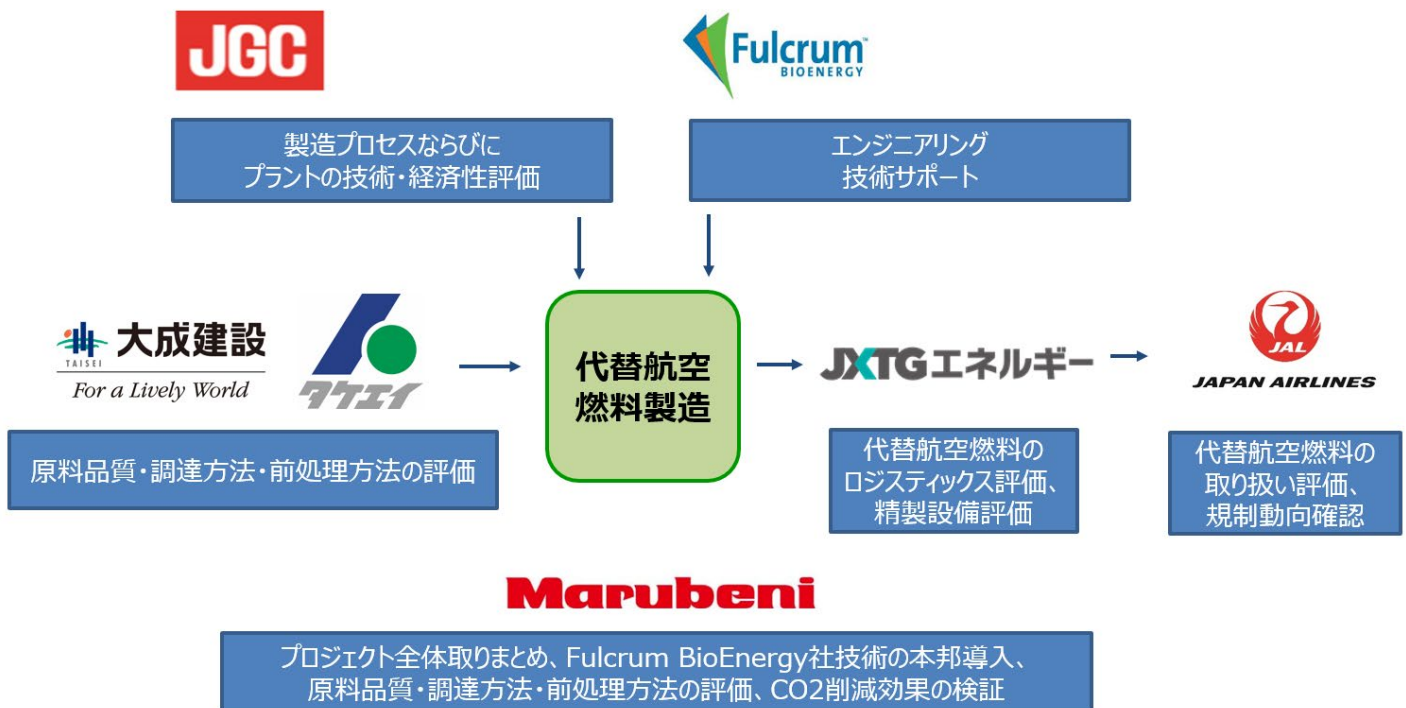 JGC
Fulcrum™
BIOENERGY
製造プロセスならびに
プラントの技術・経済性評価
エンジニアリング
技術サポート
大成建設
TAISEI
For a Lively World
タケエイ
代替航空
燃料製造
JXTGエネルギー
JAL
JAPAN AIRLINES
原料品質・調達方法・前処理方法の評価
代替航空燃料の
ロジスティックス評価、
精製設備評価
代替航空燃料の
取り扱い評価、
規制動向確認
Marubeni
プロジェクト全体取りまとめ、Fulcrum BioEnergy社技術の本邦導入、
原料品質・調達方法・前処理方法の評価、CO2削減効果の検証